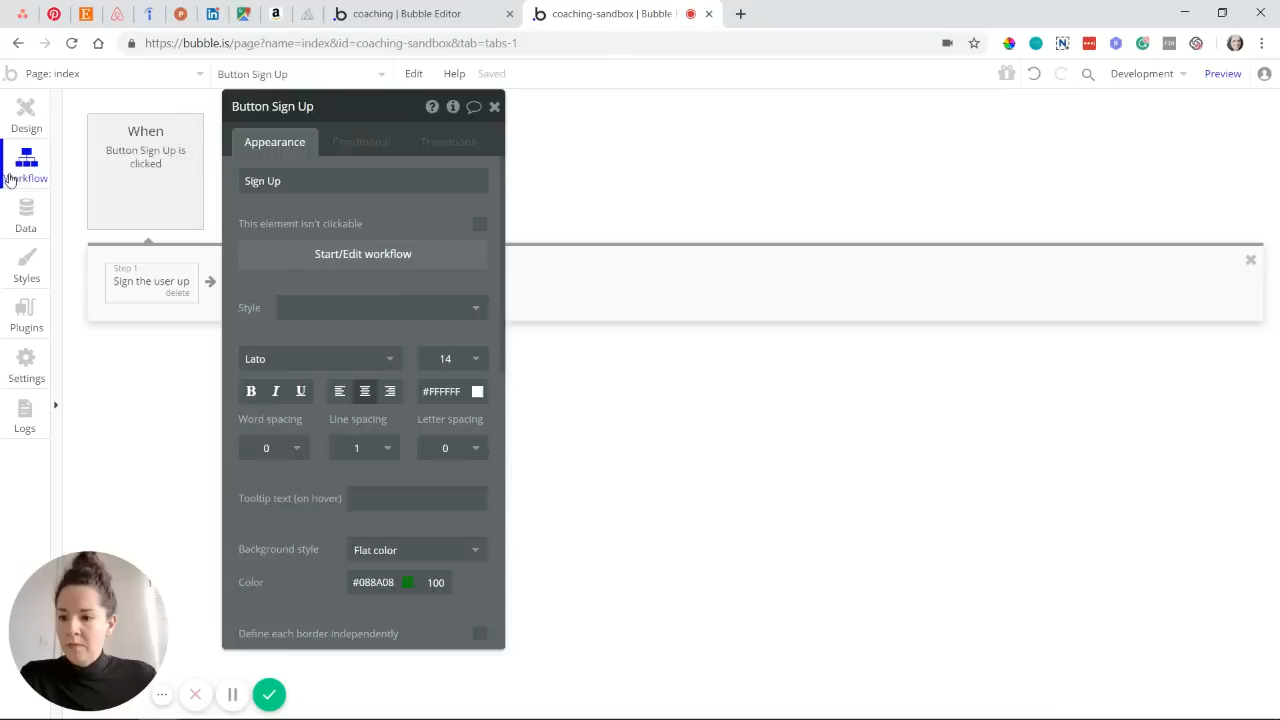 coaching | Bubble Editor
coaching-sandbox | Bubble E
https://bubble.is/page?name=index&id=coaching-sandbox&tab=tabs-1
Page: index
Button Sign Up
Edit
Help
Saved
Development
Preview
Design
Workflow
Data
Styles
Plugins
Settings
Logs
When
Button Sign Up is
clicked
Step 1
Sign the user up
delete
Button Sign Up
Appearance
Conditional
Transitions
Sign Up
This element isn't clickable
Start/Edit workflow
Style
Lato
14
B I U
#FFFFFF
Word spacing
Line spacing
Letter spacing
0
1
0
Tooltip text (on hover)
Background style
Flat color
Color
#088A08
100
Define each border independently